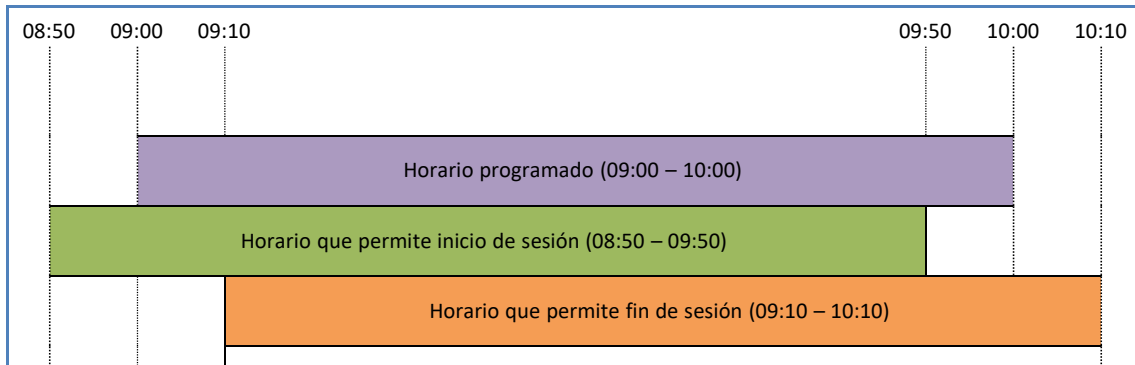 08:50 09:00 09:10 09:50 10:00 10:10
Horario programado (09:00 – 10:00)
Horario que permite inicio de sesión (08:50 – 09:50)
Horario que permite fin de sesión (09:10 – 10:10)